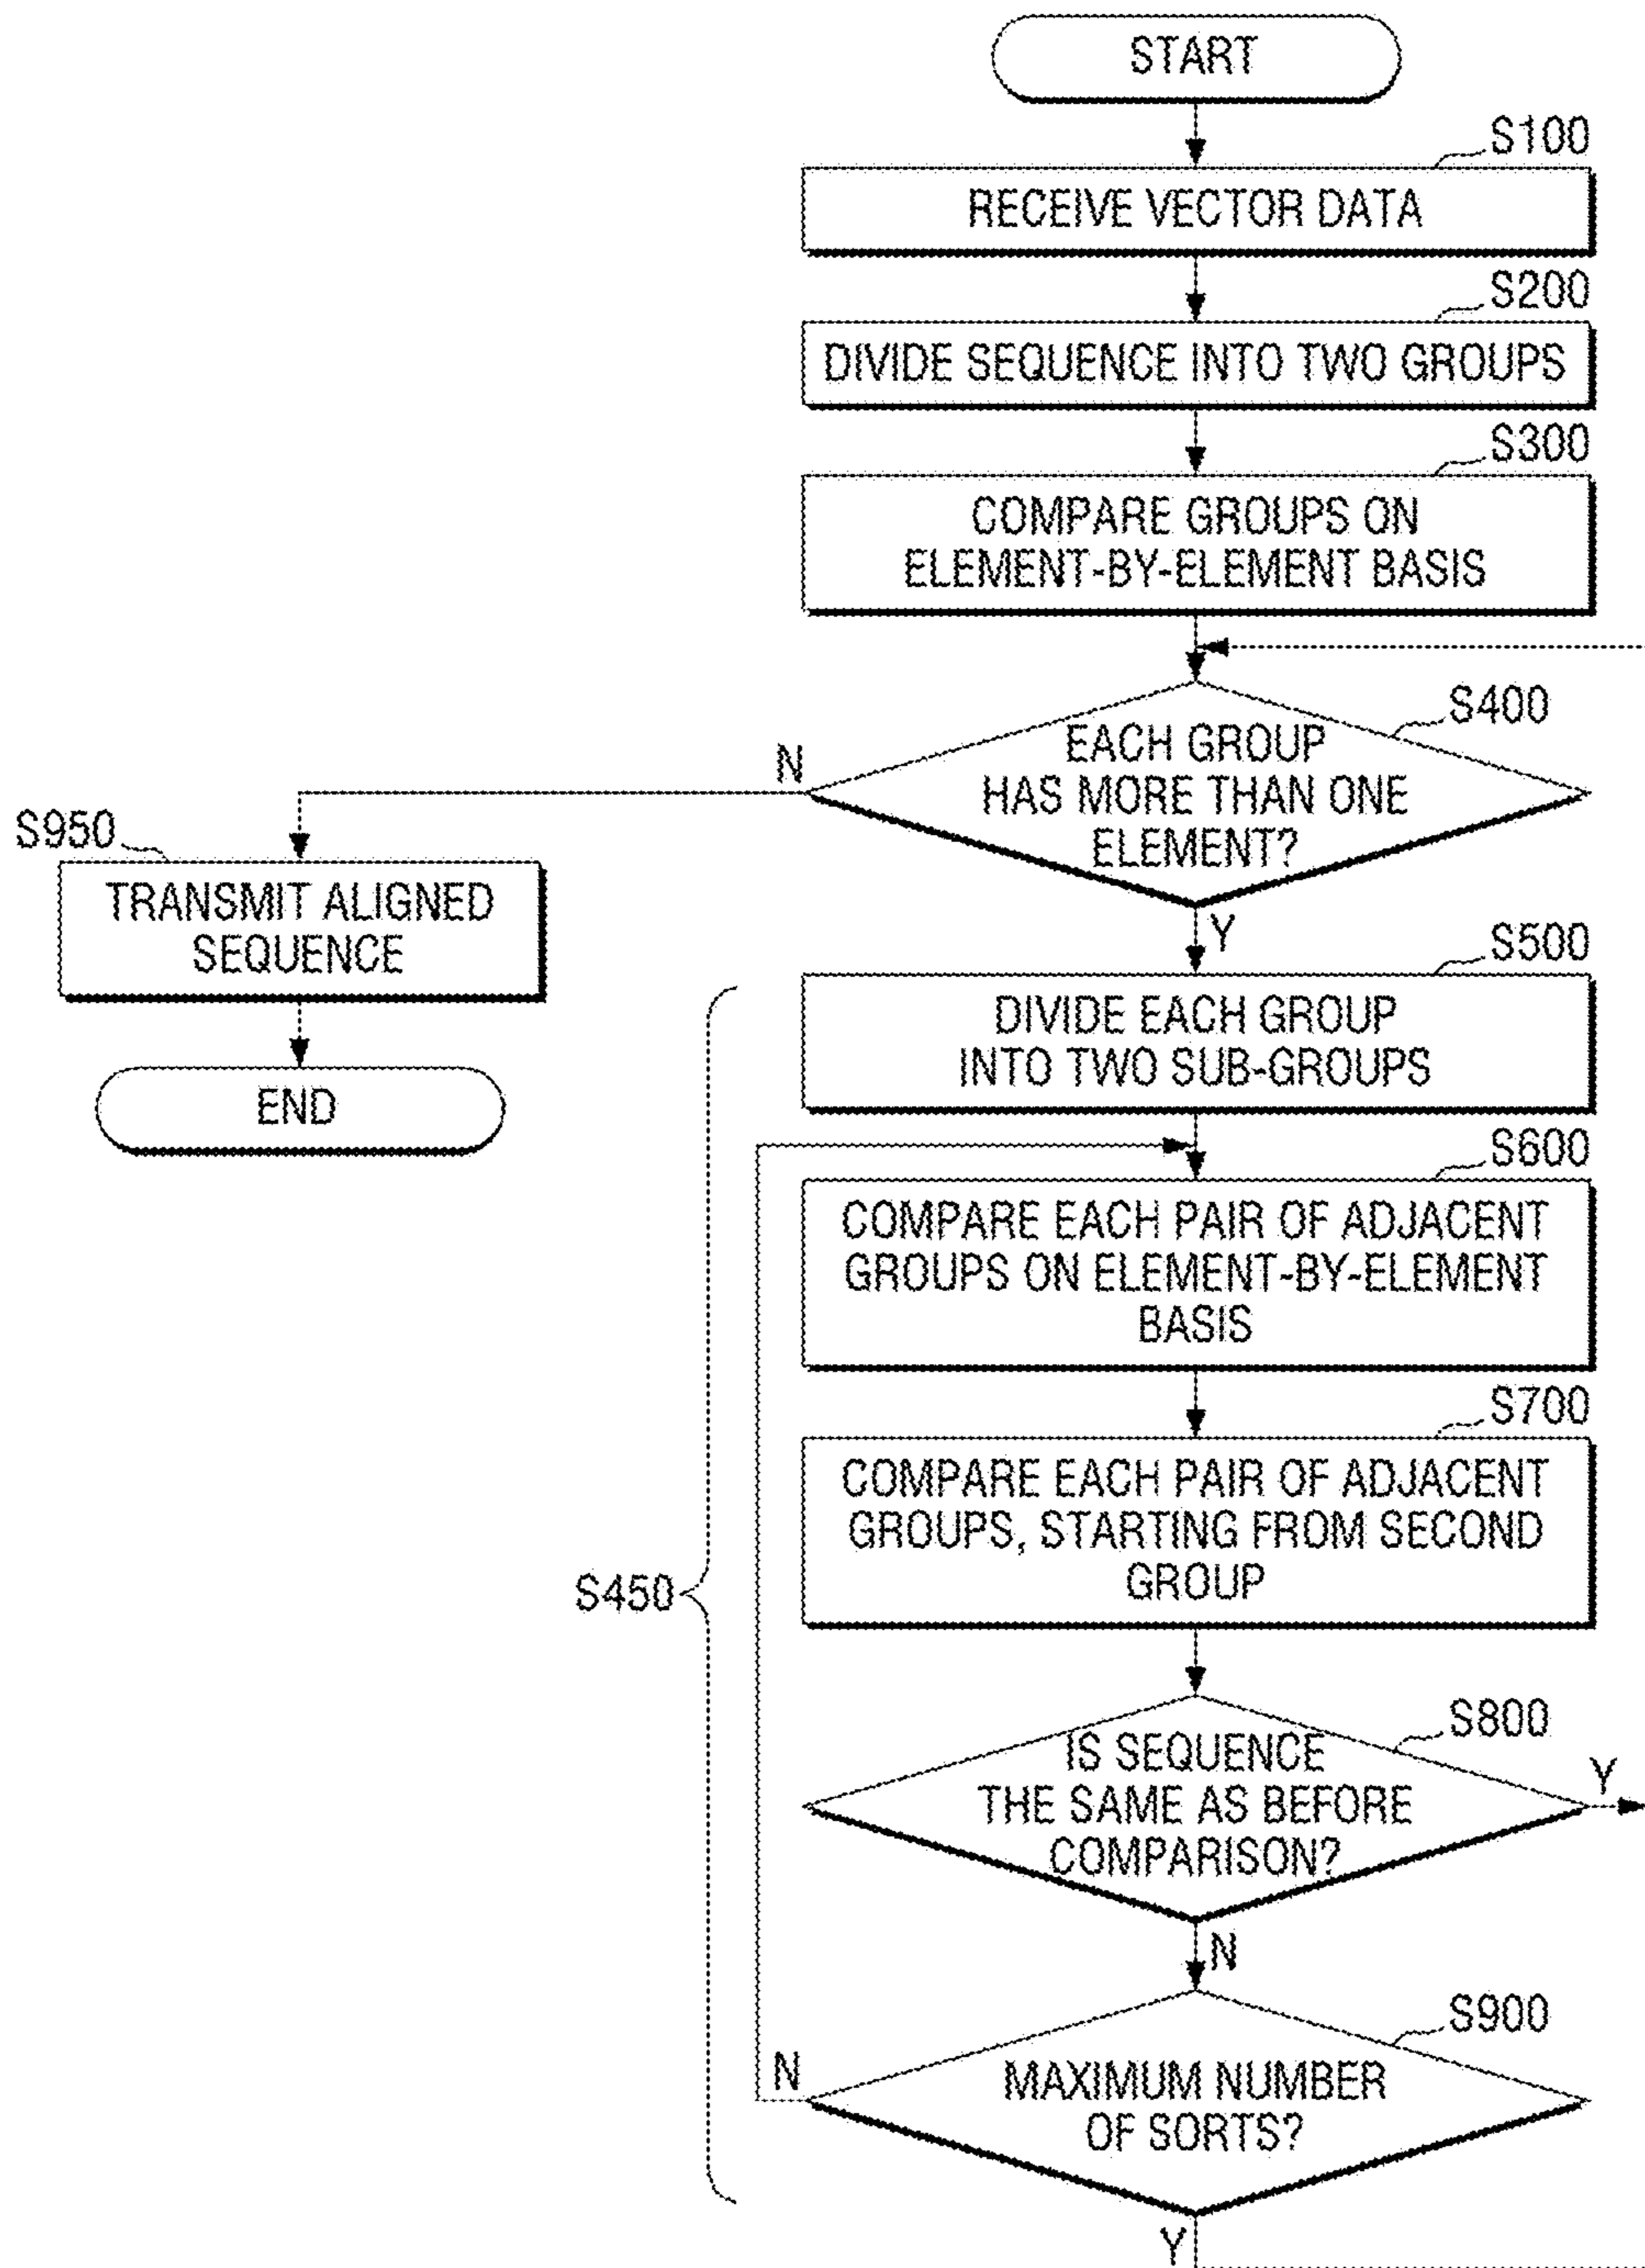 START
S100
RECEIVE VECTOR DATA
S200
DIVIDE SEQUENCE INTO TWO GROUPS
S300
COMPARE GROUPS ON
ELEMENT-BY-ELEMENT BASIS
S400
EACH GROUP
HAS MORE THAN ONE
ELEMENT?
N
S950
TRANSMIT ALIGNED
SEQUENCE
END
Y
S500
DIVIDE EACH GROUP
INTO TWO SUB-GROUPS
S600
COMPARE EACH PAIR OF ADJACENT
GROUPS ON ELEMENT-BY-ELEMENT
BASIS
S700
COMPARE EACH PAIR OF ADJACENT
GROUPS, STARTING FROM SECOND
GROUP
S450
S800
IS SEQUENCE
THE SAME AS BEFORE
COMPARISON?
Y
N
S900
MAXIMUM NUMBER
OF SORTS?
N
Y